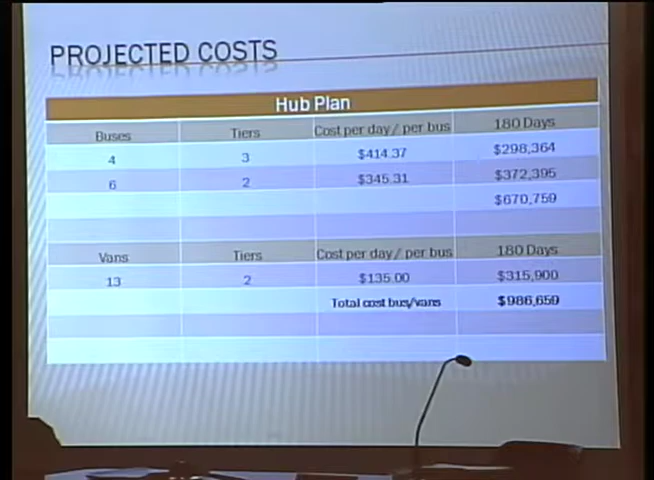 PROJECTED COSTS
Hub Plan
Buses Tiers Cost per day / per bus 180 Days
4 3 $414.37 $298,364
6 2 $345.31 $372,395
$670,759
Vans Tiers Cost per day / per bus 180 Days
13 2 $135.00 $315,900
Total cost bus/vans $986,659